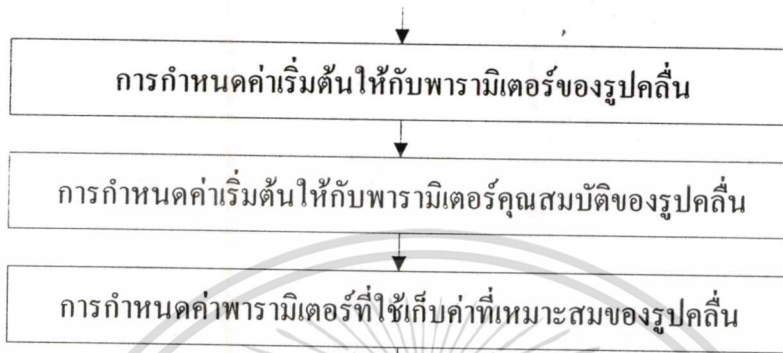 การกำหนดค่าเริ่มต้นให้กับพารามิเตอร์ของรูปคลื่น
การกำหนดค่าเริ่มต้นให้กับพารามิเตอร์คุณสมบัติของรูปคลื่น
การกำหนดค่าพารามิเตอร์ที่ใช้เก็บค่าที่เหมาะสมของรูปคลื่น